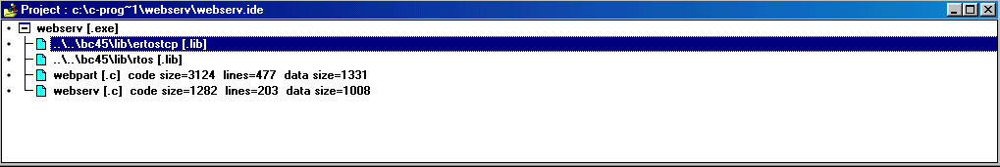 Project : c:\c-prog~1\webserv\webserv.ide
webserv [.exe]
..\..\bc45\lib\ertostcp [.lib]
..\..\bc45\lib\rtos [.lib]
webpart [.c]  code size=3124  lines=477  data size=1331
webserv [.c]  code size=1282  lines=203  data size=1008